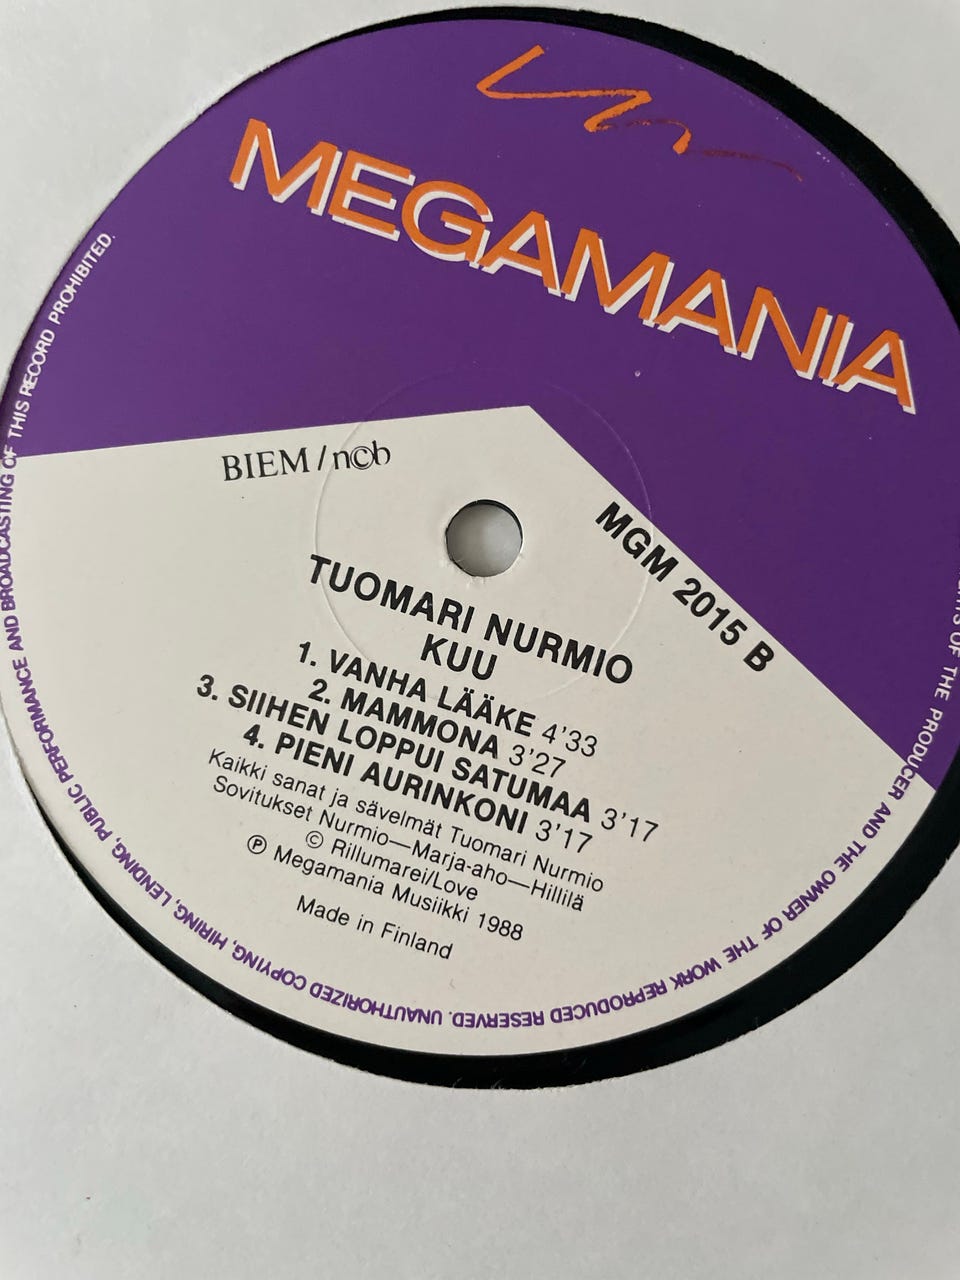 MEGAMANIA
BIEM/ncb
MGM 2015 B
TUOMARI NURMIO
KUU
1. VANHA LÄÄKE 4'33
2. MAMMONA 3'27
3. SIIHEN LOPPUI SATUMAA 3'17
4. PIENI AURINKONI 3'17
Kaikki sanat ja sävelmät Tuomari Nurmio
Sovitukset Nurmio—Marja-aho—Hillilä
© Rillumarei/Love
℗ Megamania Musiikki 1988
Made in Finland
OF THE PRODUCER AND THE OWNER OF THE WORK REPRODUCED RESERVED. UNAUTHORIZED COPYING, HIRING, LENDING, PUBLIC PERFORMANCE AND BROADCASTING OF THIS RECORD PROHIBITED.